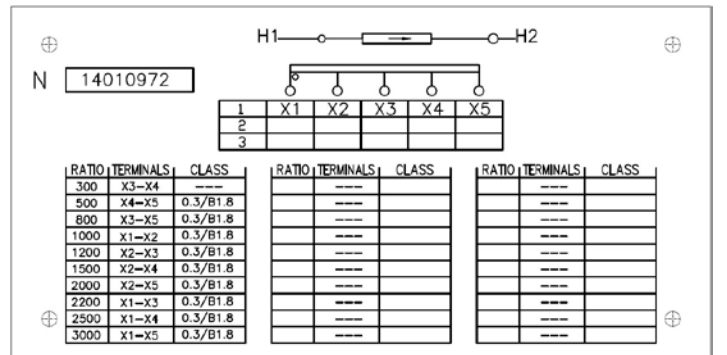 H1 H2
N 14010972
1 X1 X2 X3 X4 X5
2
3
RATIO TERMINALS CLASS RATIO TERMINALS CLASS RATIO TERMINALS CLASS
300 X3-X4 --- --- ---
500 X4-X5 0.3/B1.8 --- ---
800 X3-X5 0.3/B1.8 --- ---
1000 X1-X2 0.3/B1.8 --- ---
1200 X2-X3 0.3/B1.8 --- ---
1500 X2-X4 0.3/B1.8 --- ---
2000 X2-X5 0.3/B1.8 --- ---
2200 X1-X3 0.3/B1.8 --- ---
2500 X1-X4 0.3/B1.8 --- ---
3000 X1-X5 0.3/B1.8 --- ---